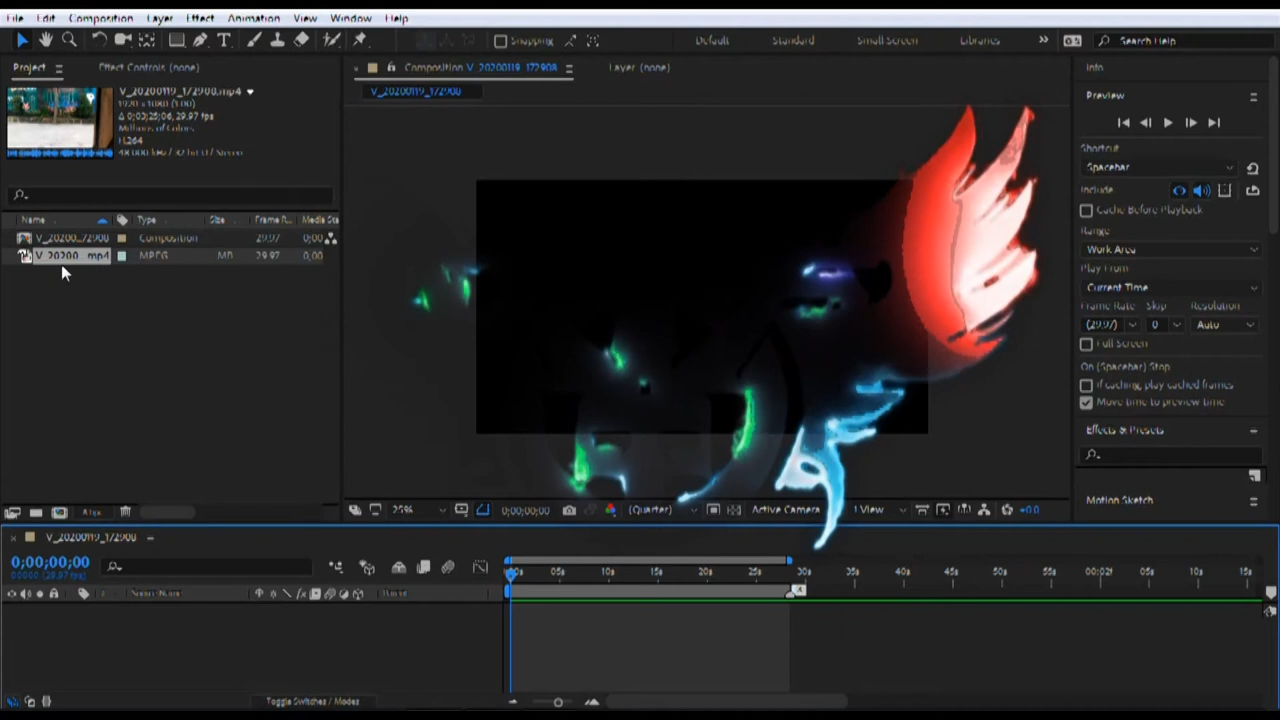 File Edit Composition Layer Effect Animation View Window Help
Snapping Default Standard Small Screen Libraries Search Help
Project Effect Controls (none)
Composition V_20200119_172908 Layer (none)
Info
V_20200119_172908.mp4
1920 x 1080 (1.00)
29.97 fps
Millions of Colors
H.264
48.000 kHz / 32 bit U / Stereo
V_20200119_172908
Preview
Shortcut
Spacebar
Include:
Cache Before Playback
Range
Work Area
Play From
Current Time
Frame Rate Skip Resolution
(29.97) 0 Auto
Full Screen
On (Spacebar) Stop
If caching, play cached frames
Move time to preview time
Effects & Presets
Motion Sketch
Name Type Size Frame R... Media Sta
V_20200.../2908 Composition 29.97 0;00
V_20200...mp4 MPEG MB 29.97 0;00
25% 0;00;00;00 (Quarter) Active Camera 1 View +0.0
V_20200119_172908
0;00;00;00
00000 (29.97 fps)
05s 10s 15s 20s 25s 30s 35s 40s 45s 50s 55s 00:02f 10s 15s
Source Name Parent
Toggle Switches / Modes